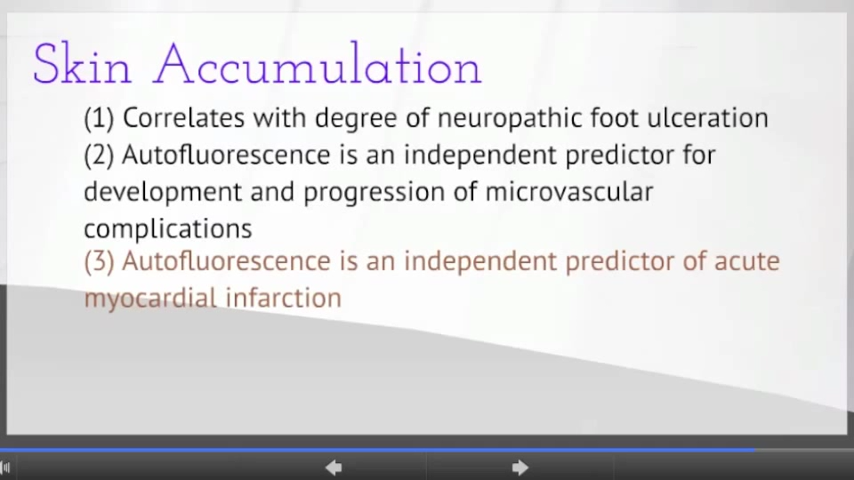 Skin Accumulation
(1) Correlates with degree of neuropathic foot ulceration
(2) Autofluorescence is an independent predictor for
development and progression of microvascular
complications
(3) Autofluorescence is an independent predictor of acute
myocardial infarction